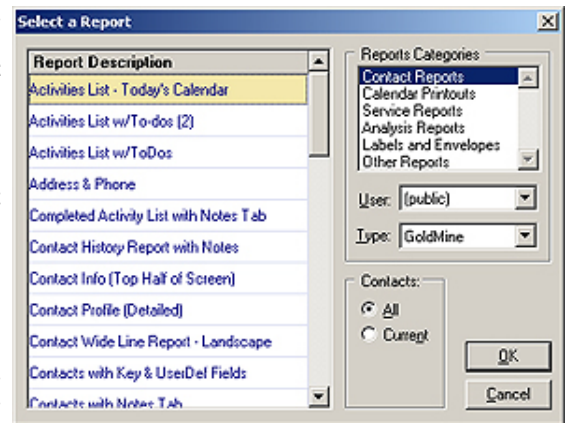 Select a Report
Report Description
Activities List - Today's Calendar
Activities List w/To-dos (2)
Activities List w/ToDos
Address & Phone
Completed Activity List with Notes Tab
Contact History Report with Notes
Contact Info (Top Half of Screen)
Contact Profile (Detailed)
Contact Wide Line Report - Landscape
Contacts with Key & UserDef Fields
Contacts with Notes Tab
Reports Categories
Contact Reports
Calendar Printouts
Service Reports
Analysis Reports
Labels and Envelopes
Other Reports
User: (public)
Type: GoldMine
Contacts:
All
Current
OK
Cancel